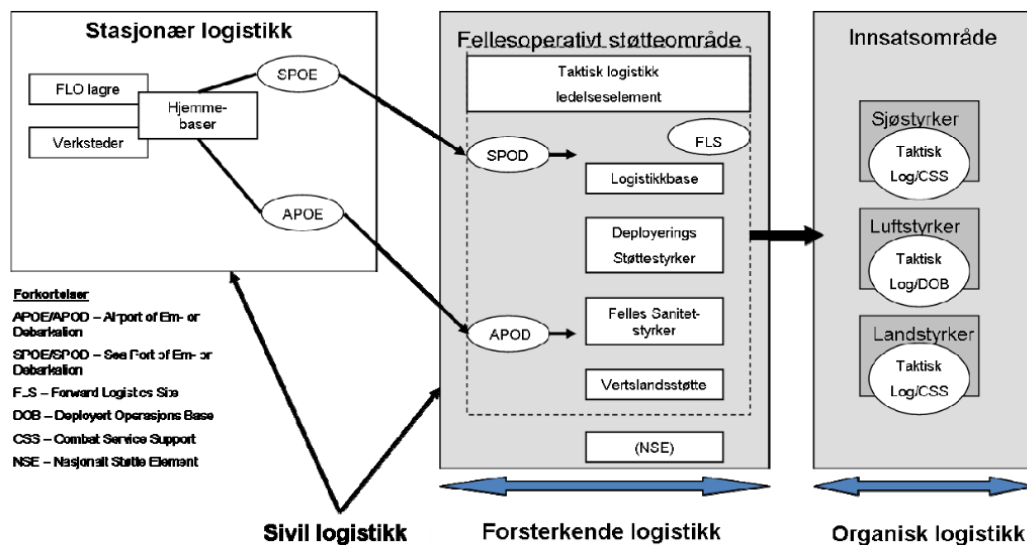 Stasjonær logistikk
FLO lagre
Hjemme-
baser
Verksteder
SPOE
APOE
Forkortelser
APOE/APOD – Airport of Em- or
Debarkation
SPOE/SPOD – Sea Port of Em- or
Debarkation
FLS – Forward Logistics Site
DOB – Deployert Operasjons Base
CSS – Combat Service Support
NSE – Nasjonalt Støtte Element
Fellesoperativt støtteområde
Taktisk logistikk
ledelseselement
FLS
SPOD
Logistikkbase
Deployerings
Støttestyrker
Felles Sanitet-
styrker
APOD
Vertslandsstøtte
(NSE)
Innsatsområde
Sjøstyrker
Taktisk
Log/CSS
Luftstyrker
Taktisk
Log/DOB
Landstyrker
Taktisk
Log/CSS
Sivil logistikk
Forsterkende logistikk
Organisk logistikk